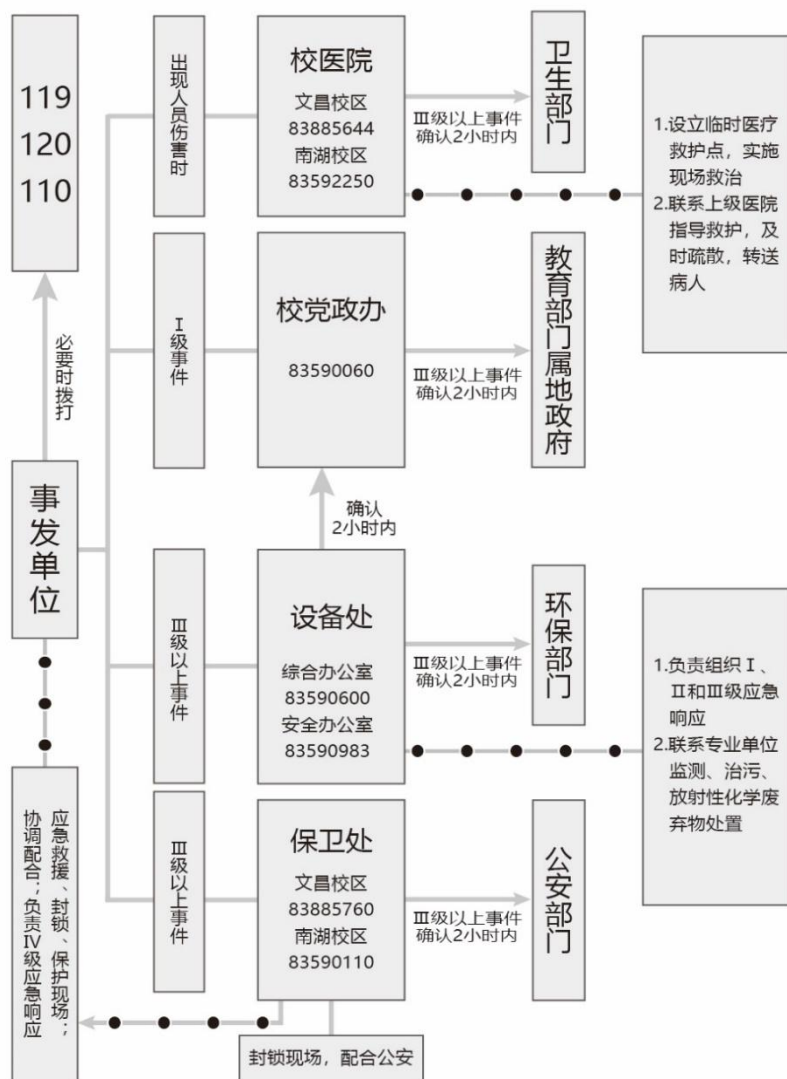 119
120
110
必要时拨打
事发单位
应急救援、封锁、保护现场；
协调配合；负责Ⅳ级应急响应
出现人员伤害时
校医院
文昌校区
83885644
南湖校区
83592250
Ⅲ级以上事件
确认2小时内
卫生部门
1.设立临时医疗
救护点，实施
现场救治
2.联系上级医院
指导救护，及
时疏散，转送
病人
Ⅰ级事件
校党政办
83590060
Ⅲ级以上事件
确认2小时内
教育部门属地政府
确认
2小时内
Ⅲ级以上事件
设备处
综合办公室
83590600
安全办公室
83590983
Ⅲ级以上事件
确认2小时内
环保部门
1.负责组织Ⅰ、
Ⅱ和Ⅲ级应急
响应
2.联系专业单位
监测、治污、
放射性化学废
弃物处置
Ⅲ级以上事件
保卫处
文昌校区
83885760
南湖校区
83590110
Ⅲ级以上事件
确认2小时内
公安部门
封锁现场，配合公安